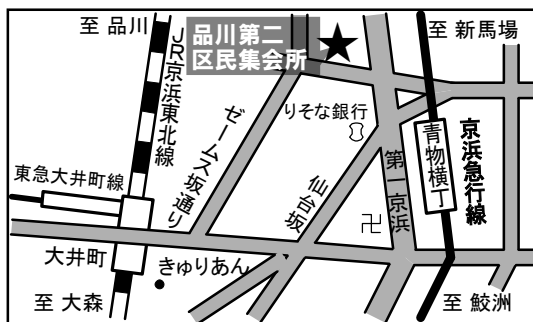 至 品川
品川第二
区民集会所
至 新馬場
JR京浜東北線
ゼームス坂通り
りそな銀行
青物横丁
京浜急行線
東急大井町線
仙台坂
第一京浜
大井町
きゅりあん
至 大森
至 鮫洲